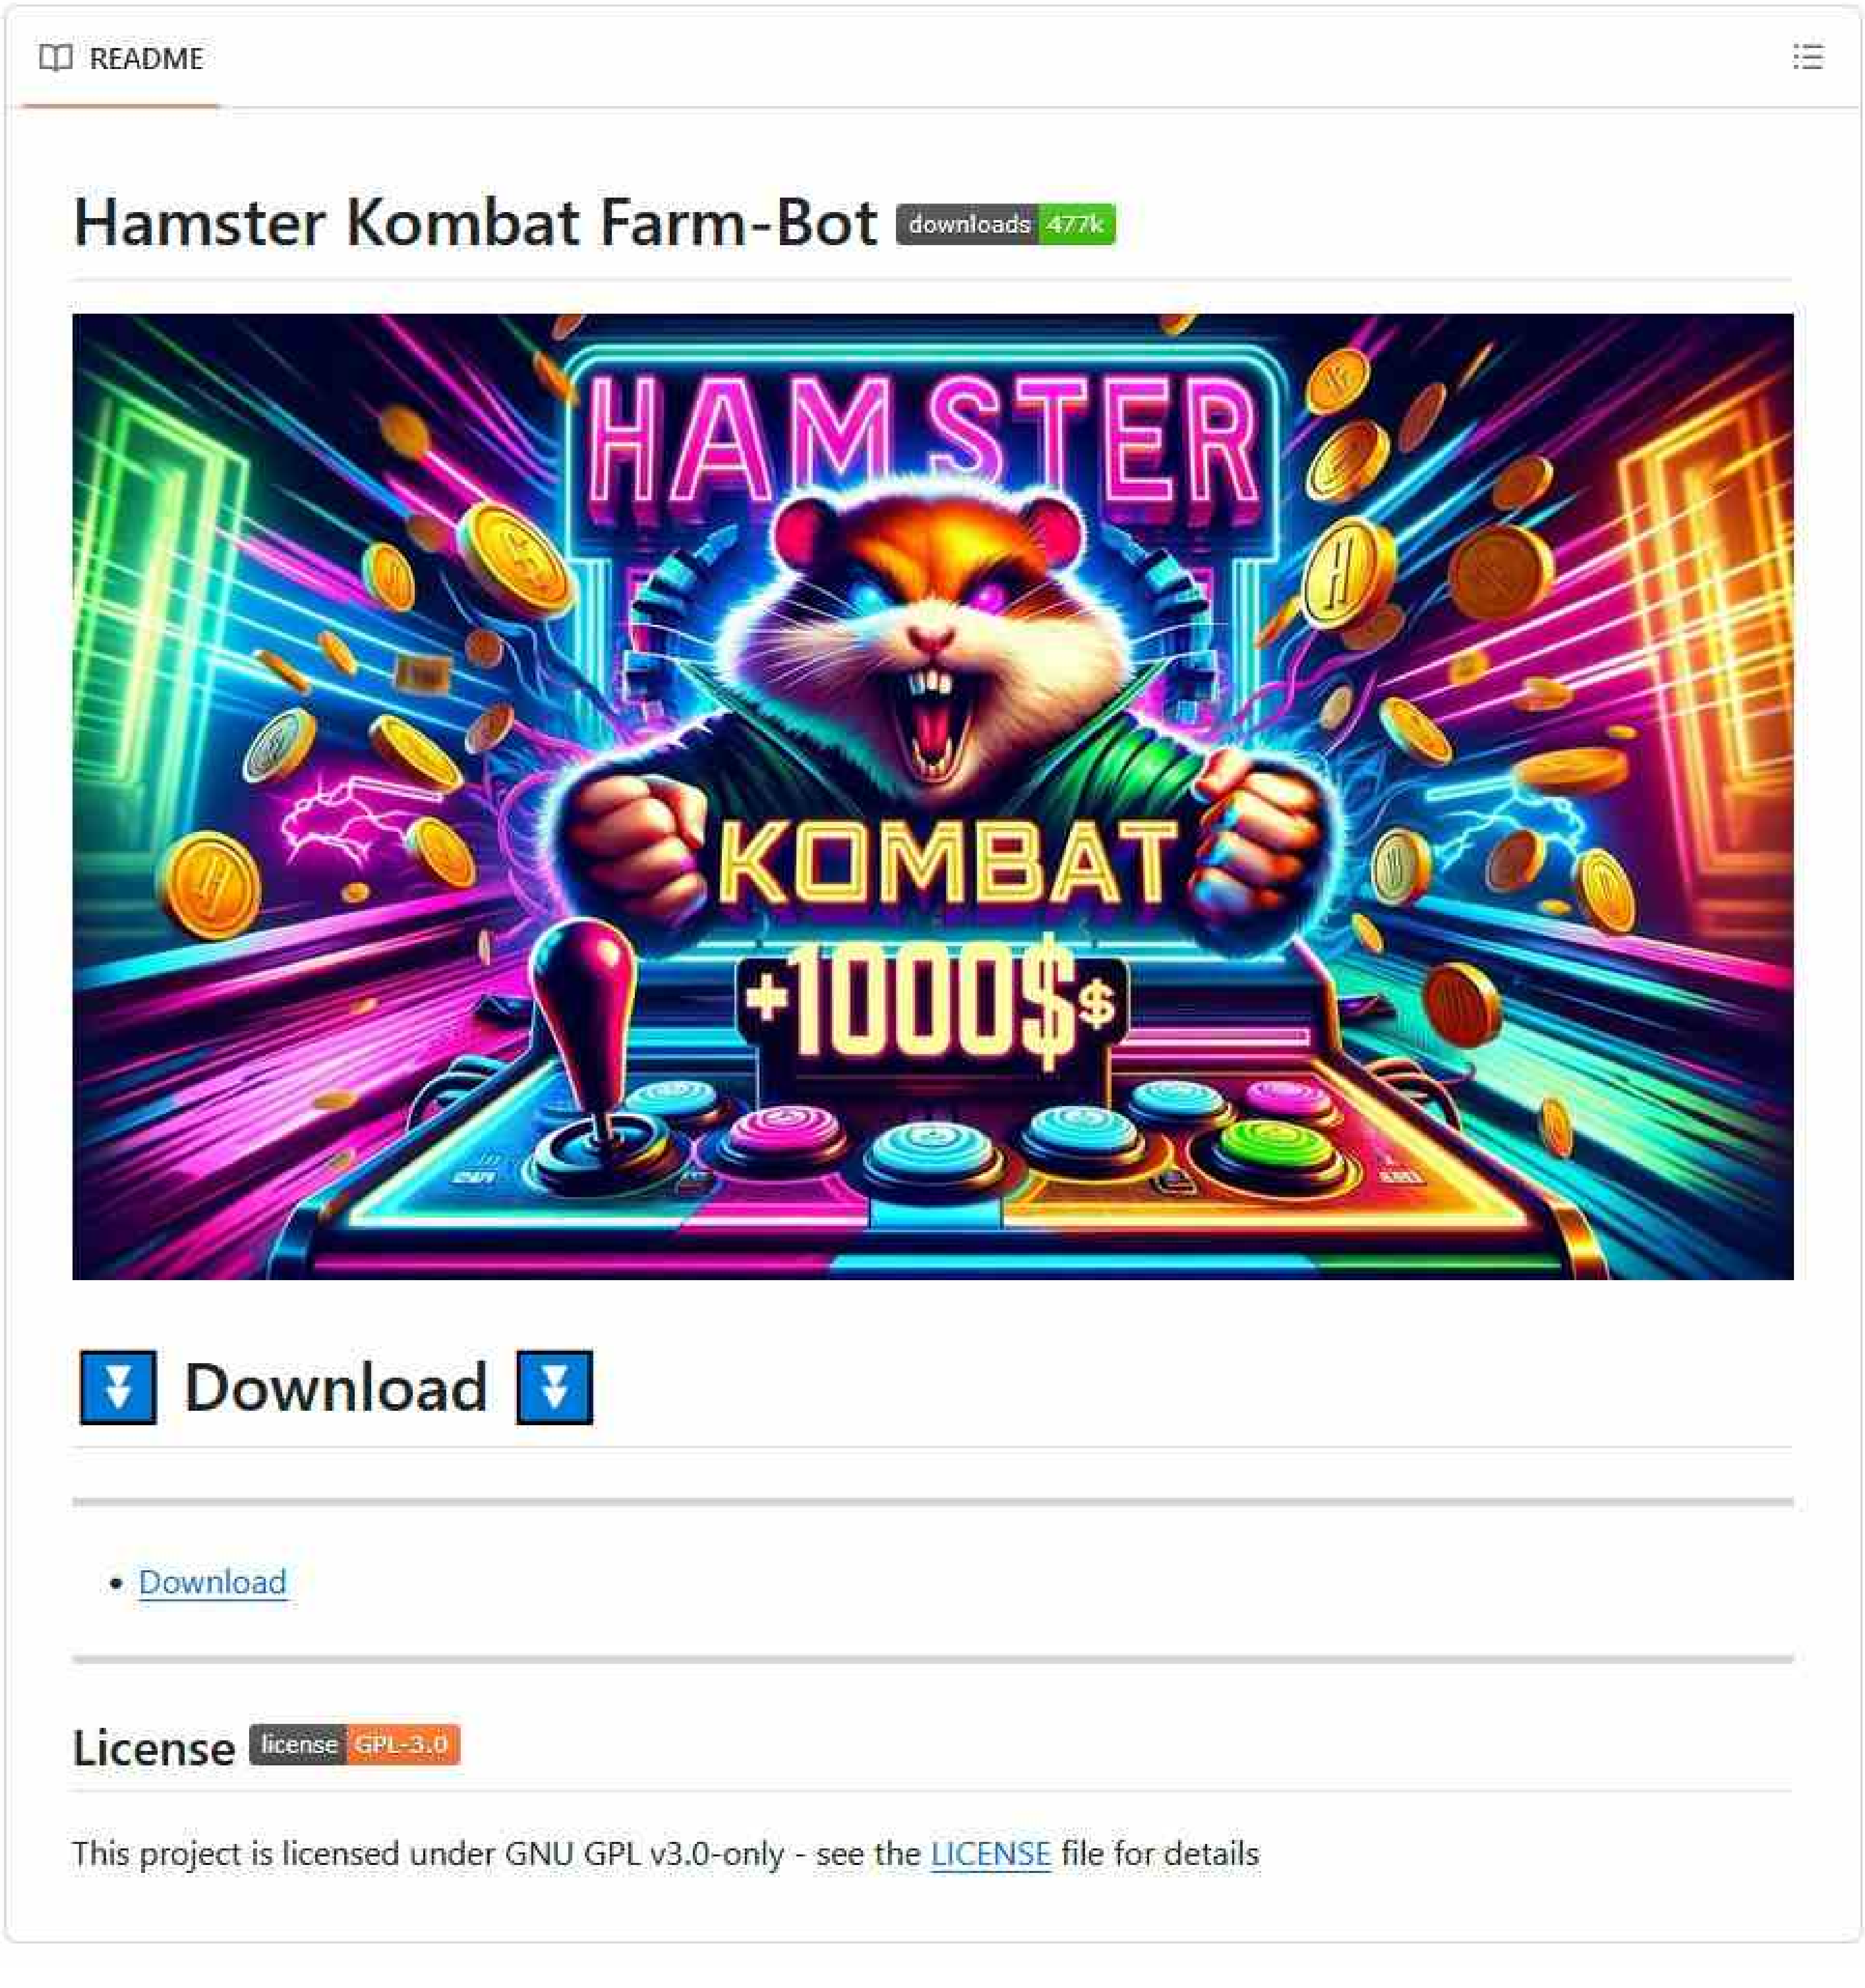 README
Hamster Kombat Farm-Bot downloads 477k
HAMSTER
KOMBAT
+1000$$
Download
Download
License license GPL-3.0
This project is licensed under GNU GPL v3.0-only - see the LICENSE file for details